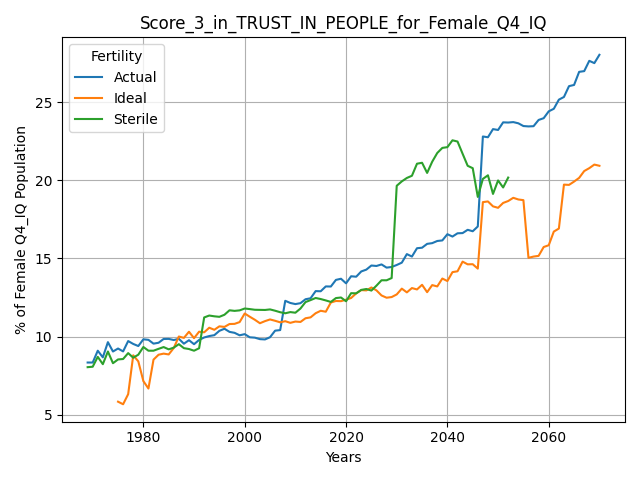 Score_3_in_TRUST_IN_PEOPLE_for_Female_Q4_IQ
Fertility
Actual
Ideal
Sterile
% of Female Q4_IQ Population
25
20
15
10
5
1980
2000
2020
2040
2060
Years